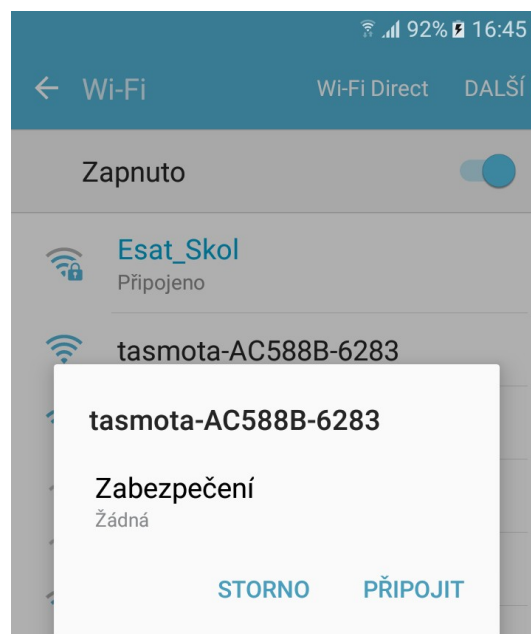 92% 16:45
Wi-Fi Wi-Fi Direct DALŠÍ
Zapnuto
Esat_Skol
Připojeno
tasmota-AC588B-6283
tasmota-AC588B-6283
Zabezpečení
Žádná
STORNO PŘIPOJIT